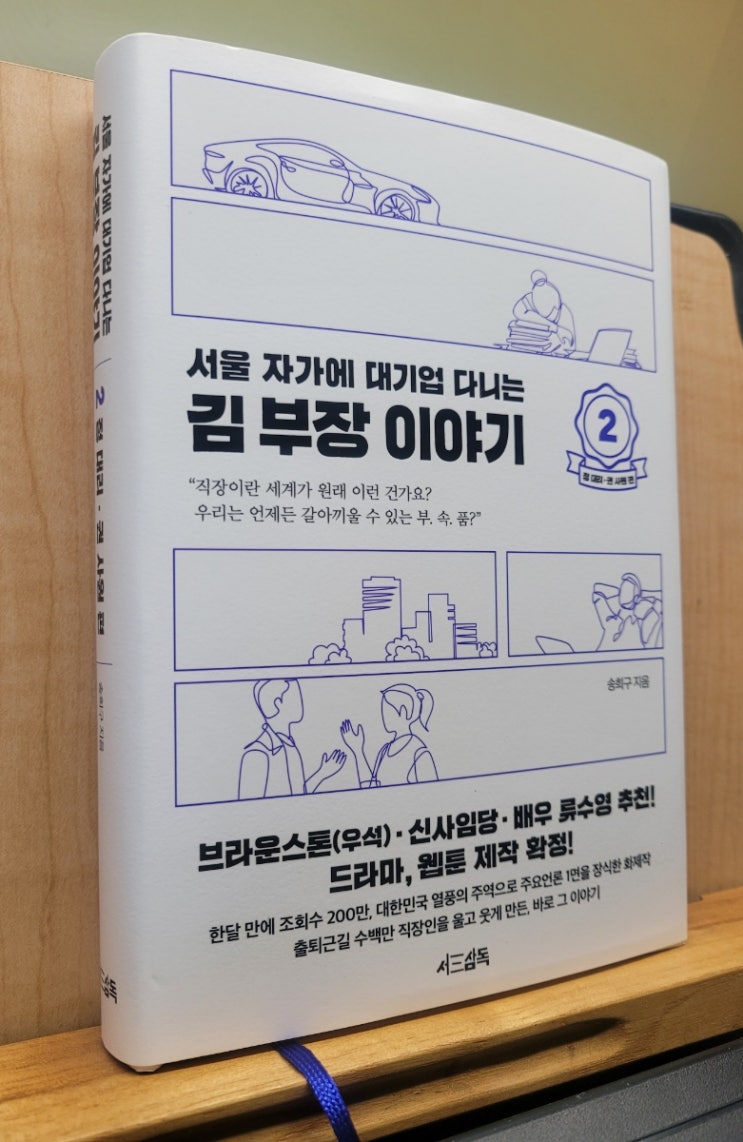 서울 자가에 대기업 다니는
김 부장 이야기
2 정 대리 · 권 사원 편
송희구 지음
서삼독
서울 자가에 대기업 다니는
김 부장 이야기
2
정 대리 · 권 사원 편
“직장이란 세계가 원래 이런 건가요?
우리는 언제든 갈아끼울 수 있는 부. 속. 품?”
송희구 지음
브라운스톤(우석) · 신사임당 · 배우 류수영 추천!
드라마, 웹툰 제작 확정!
한달 만에 조회수 200만, 대한민국 열풍의 주역으로 주요언론 1면을 장식한 화제작
출퇴근길 수백만 직장인을 울고 웃게 만든, 바로 그 이야기
서삼독